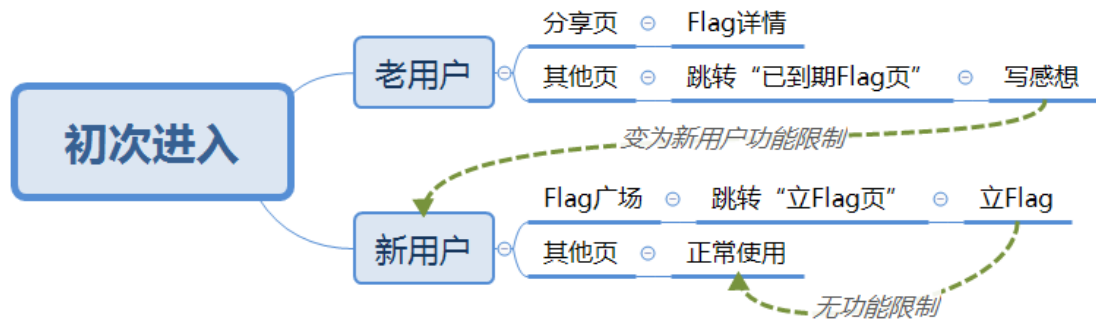 初次进入
老用户
分享页
Flag详情
其他页
跳转“已到期Flag页”
写感想
变为新用户功能限制
新用户
Flag广场
跳转“立Flag页”
立Flag
其他页
正常使用
无功能限制